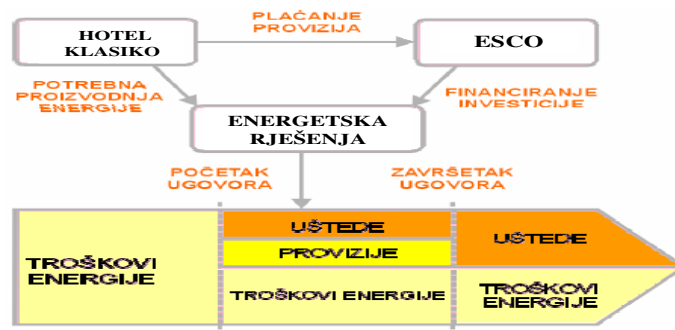 PLAĆANJE
PROVIZIJA
HOTEL
KLASIKO
ESCO
POTREBNA
PROIZVODNJA
ENERGIJE
FINANCIRANJE
INVESTICIJE
ENERGETSKA
RJEŠENJA
POČETAK
UGOVORA
ZAVRŠETAK
UGOVORA
UŠTEDE
PROVIZIJE
UŠTEDE
TROŠKOVI
ENERGIJE
TROŠKOVI ENERGIJE
TROŠKOVI
ENERGIJE